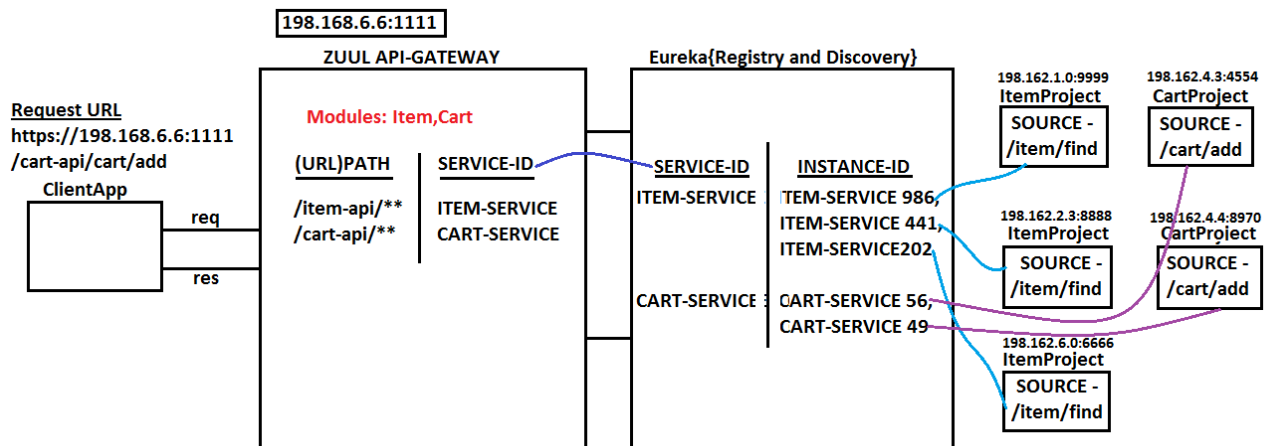 198.168.6.6:1111
ZUUL API-GATEWAY
Eureka{Registry and Discovery}
Request URL
https://198.168.6.6:1111
/cart-api/cart/add
ClientApp
req
res
Modules: Item,Cart
(URL)PATH
SERVICE-ID
/item-api/**
ITEM-SERVICE
/cart-api/**
CART-SERVICE
SERVICE-ID
INSTANCE-ID
ITEM-SERVICE
ITEM-SERVICE 986,
ITEM-SERVICE 441,
ITEM-SERVICE202
CART-SERVICE
CART-SERVICE 56,
CART-SERVICE 49
198.162.1.0:9999
ItemProject
SOURCE -
/item/find
198.162.4.3:4554
CartProject
SOURCE -
/cart/add
198.162.2.3:8888
ItemProject
SOURCE -
/item/find
198.162.4.4:8970
CartProject
SOURCE -
/cart/add
198.162.6.0:6666
ItemProject
SOURCE -
/item/find